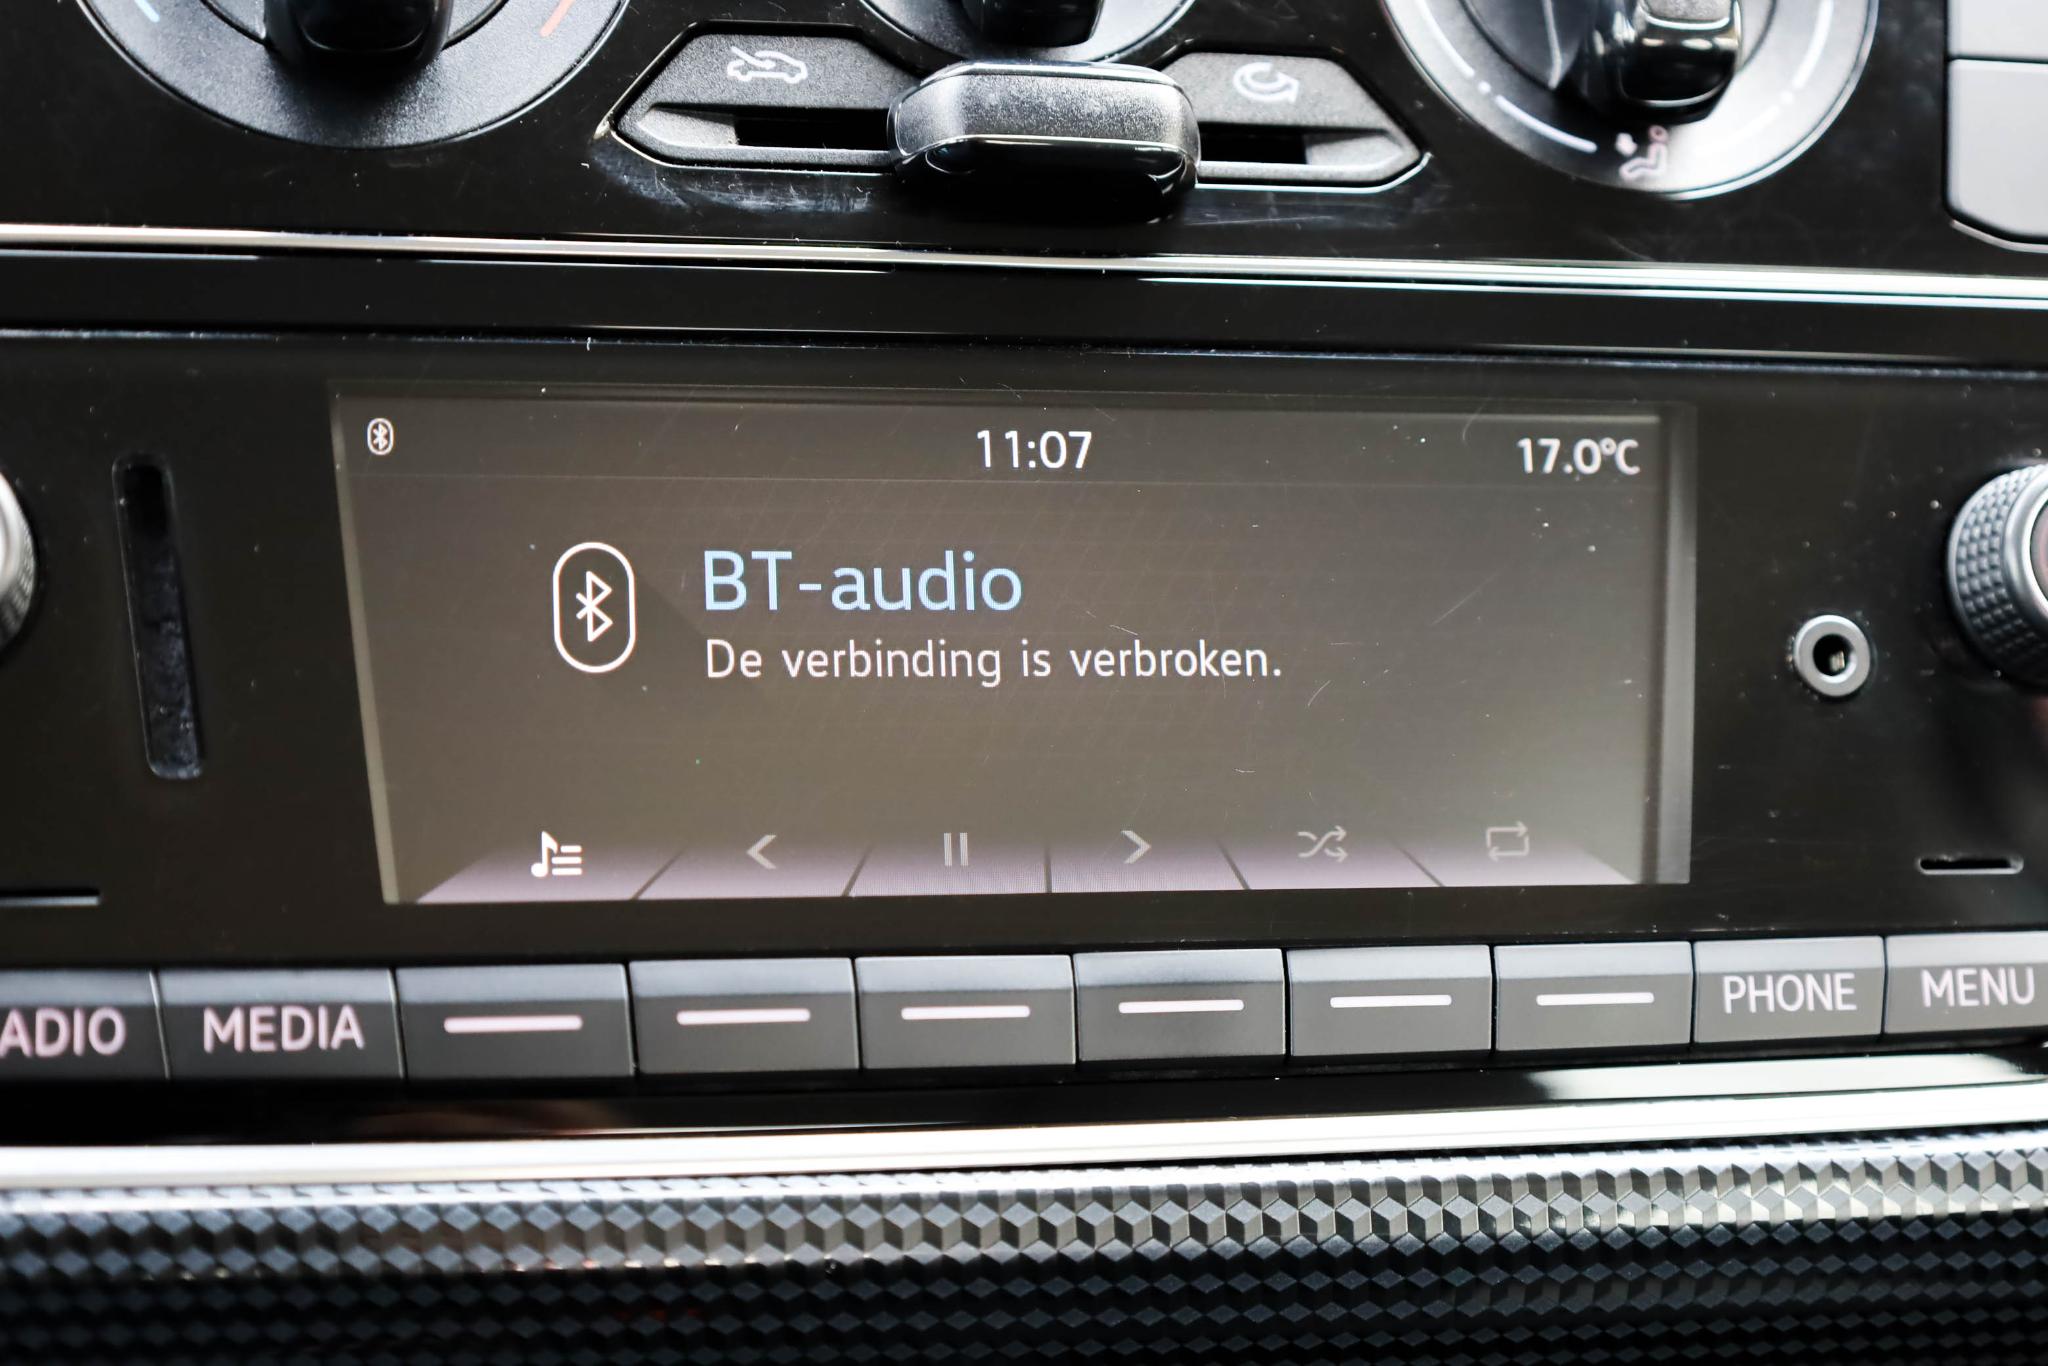 11:07
17.0°C
BT-audio
De verbinding is verbroken.
ADIO
MEDIA
PHONE
MENU